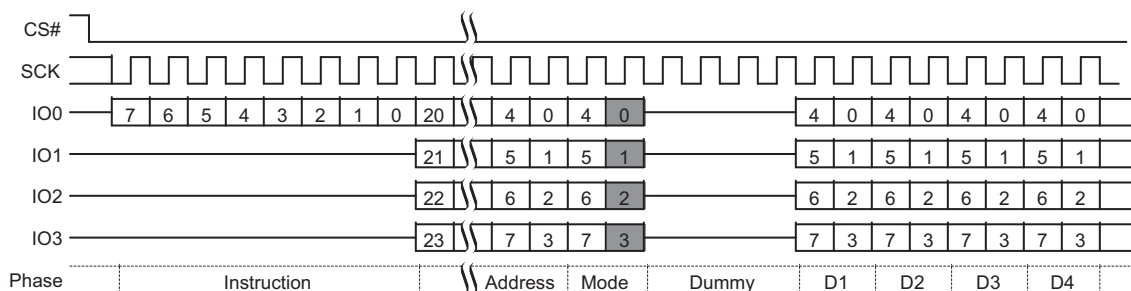 CS#
SCK
IO0 7 6 5 4 3 2 1 0 20 4 0 4 0 4 0 4 0 4 0 4 0
IO1 21 5 1 5 1 5 1 5 1 5 1 5 1
IO2 22 6 2 6 2 6 2 6 2 6 2 6 2
IO3 23 7 3 7 3 7 3 7 3 7 3 7 3
Phase Instruction Address Mode Dummy D1 D2 D3 D4